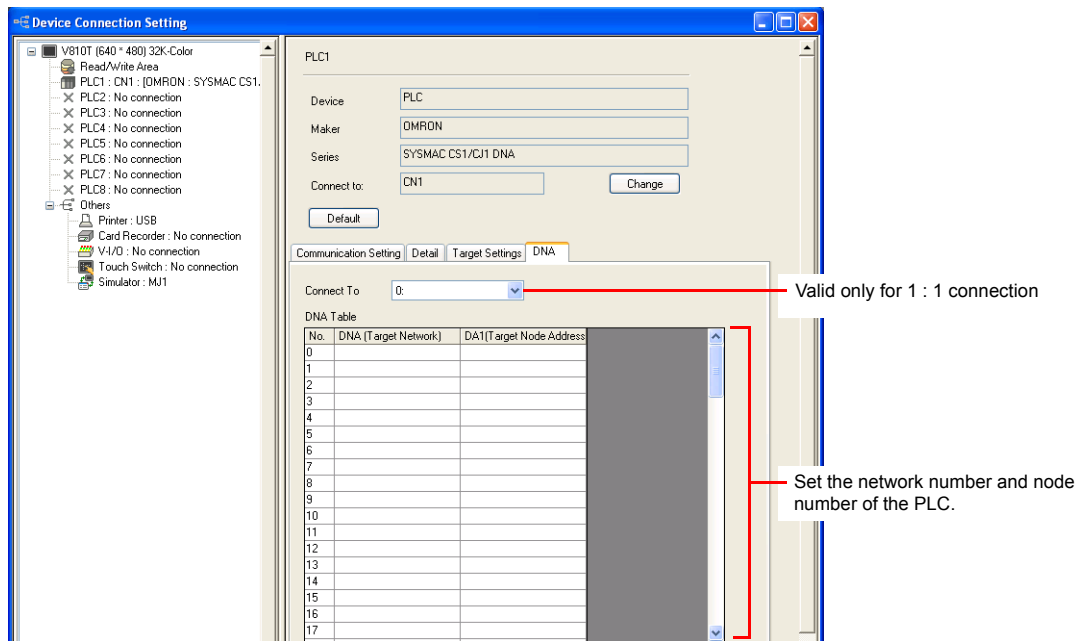 Device Connection Setting
V810T (640 * 480) 32K-Color
Read/Write Area
PLC1 : CN1 : [OMRON : SYSMAC CS1.
PLC2 : No connection
PLC3 : No connection
PLC4 : No connection
PLC5 : No connection
PLC6 : No connection
PLC7 : No connection
PLC8 : No connection
Others
Printer : USB
Card Recorder : No connection
V-I/O : No connection
Touch Switch : No connection
Simulator : MJ1
PLC1
Device PLC
Maker OMRON
Series SYSMAC CS1/CJ1 DNA
Connect to: CN1 Change
Default
Communication Setting Detail Target Settings DNA
Connect To 0:
Valid only for 1 : 1 connection
DNA Table
No. DNA (Target Network) DA1(Target Node Address
0
1
2
3
4
5
6
7
8
9
10
11
12
13
14
15
16
17
Set the network number and node
number of the PLC.